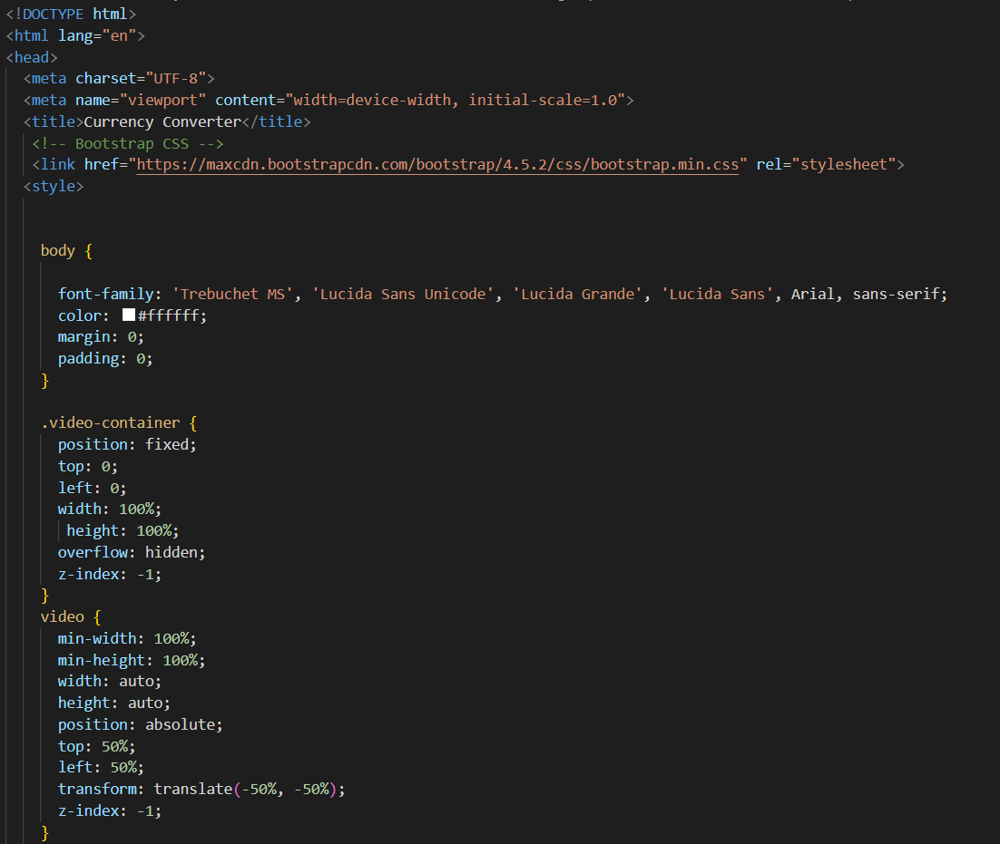 <!DOCTYPE html>
<html lang="en">
<head>
  <meta charset="UTF-8">
  <meta name="viewport" content="width=device-width, initial-scale=1.0">
  <title>Currency Converter</title>
   <!-- Bootstrap CSS -->
   <link href="https://maxcdn.bootstrapcdn.com/bootstrap/4.5.2/css/bootstrap.min.css" rel="stylesheet">
  <style>
    body {
      font-family: 'Trebuchet MS', 'Lucida Sans Unicode', 'Lucida Grande', 'Lucida Sans', Arial, sans-serif;
      color: #ffffff;
      margin: 0;
      padding: 0;
    }
    .video-container {
      position: fixed;
      top: 0;
      left: 0;
      width: 100%;
       height: 100%;
      overflow: hidden;
      z-index: -1;
    }
    video {
      min-width: 100%;
      min-height: 100%;
      width: auto;
      height: auto;
      position: absolute;
      top: 50%;
      left: 50%;
      transform: translate(-50%, -50%);
      z-index: -1;
    }